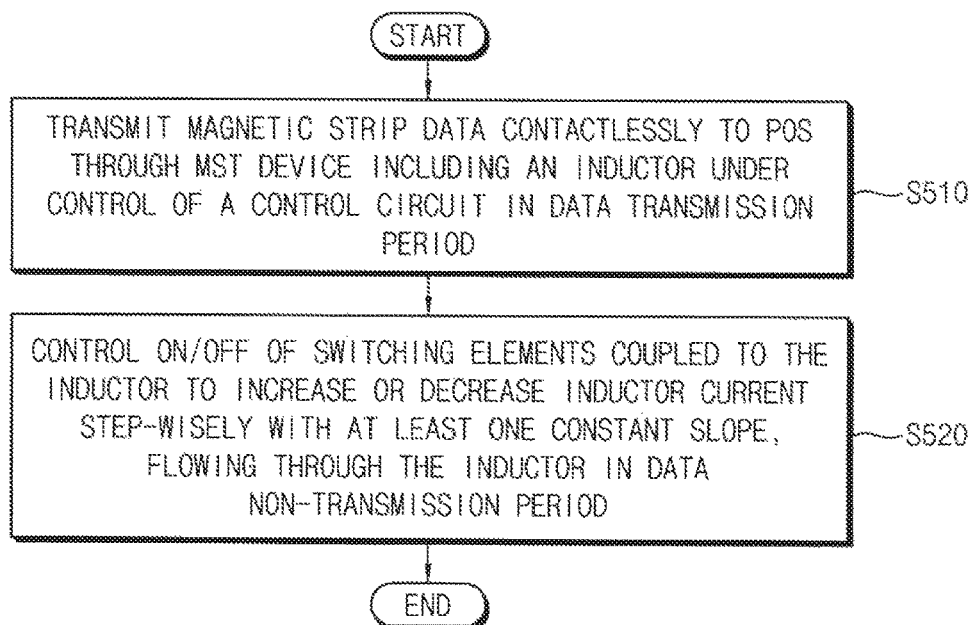 START
TRANSMIT MAGNETIC STRIP DATA CONTACTLESSLY TO POS
THROUGH MST DEVICE INCLUDING AN INDUCTOR UNDER
CONTROL OF A CONTROL CIRCUIT IN DATA TRANSMISSION
PERIOD
S510
CONTROL ON/OFF OF SWITCHING ELEMENTS COUPLED TO THE
INDUCTOR TO INCREASE OR DECREASE INDUCTOR CURRENT
STEP-WISELY WITH AT LEAST ONE CONSTANT SLOPE,
FLOWING THROUGH THE INDUCTOR IN DATA
NON-TRANSMISSION PERIOD
S520
END